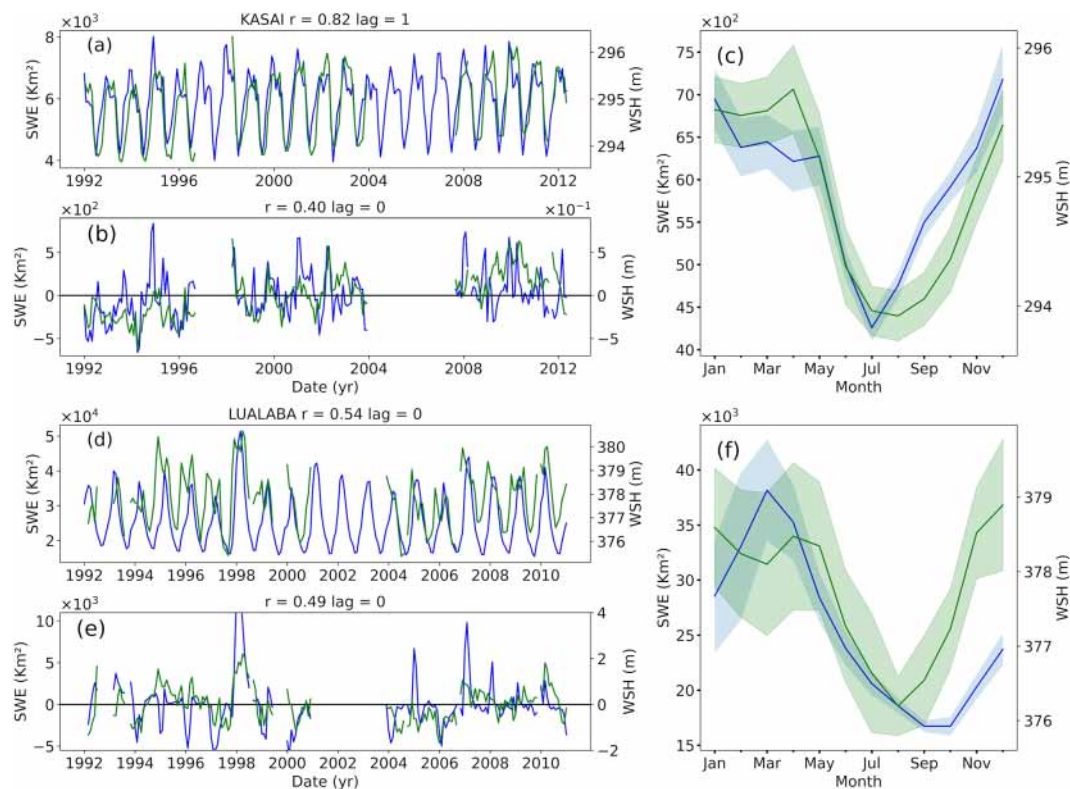 KASAI r = 0.82 lag = 1
×10³
(a)
8
6
4
SWE (Km²)
296
295
294
WSH (m)
1992 1996 2000 2004 2008 2012
r = 0.40 lag = 0
×10²
×10⁻¹
(b)
5
0
−5
SWE (Km²)
5
0
−5
WSH (m)
1992 1996 2000 2004 2008 2012
Date (yr)
×10²
(c)
75
70
65
60
55
50
45
40
SWE (Km²)
296
295
294
WSH (m)
Jan Mar May Jul Sep Nov
Month
LUALABA r = 0.54 lag = 0
×10⁴
(d)
5
4
3
2
SWE (Km²)
380
379
378
377
376
WSH (m)
1992 1994 1996 1998 2000 2002 2004 2006 2008 2010
r = 0.49 lag = 0
×10³
(e)
10
5
0
−5
SWE (Km²)
4
2
0
−2
WSH (m)
1992 1994 1996 1998 2000 2002 2004 2006 2008 2010
Date (yr)
×10³
(f)
40
35
30
25
20
15
SWE (Km²)
379
378
377
376
WSH (m)
Jan Mar May Jul Sep Nov
Month